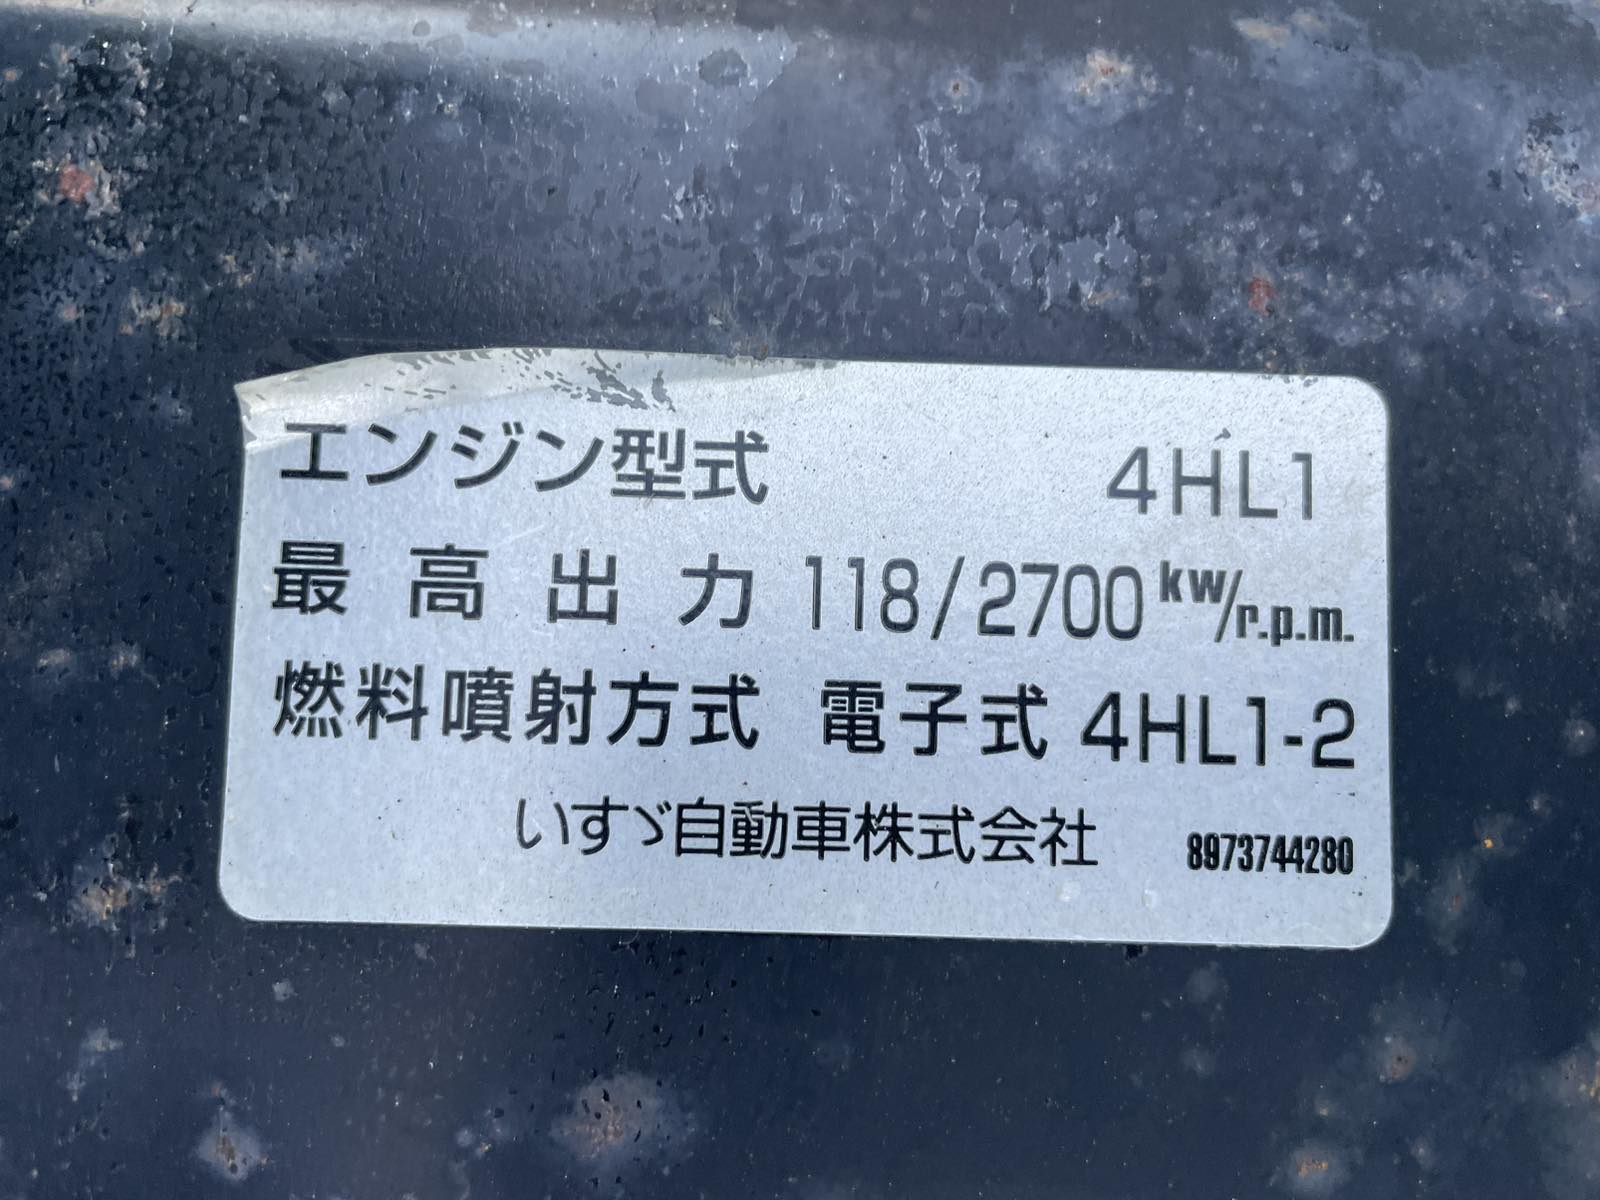 エンジン型式 4HL1
最高出力 118/2700 kw/r.p.m.
燃料噴射方式 電子式 4HL1-2
いすゞ自動車株式会社 8973744280